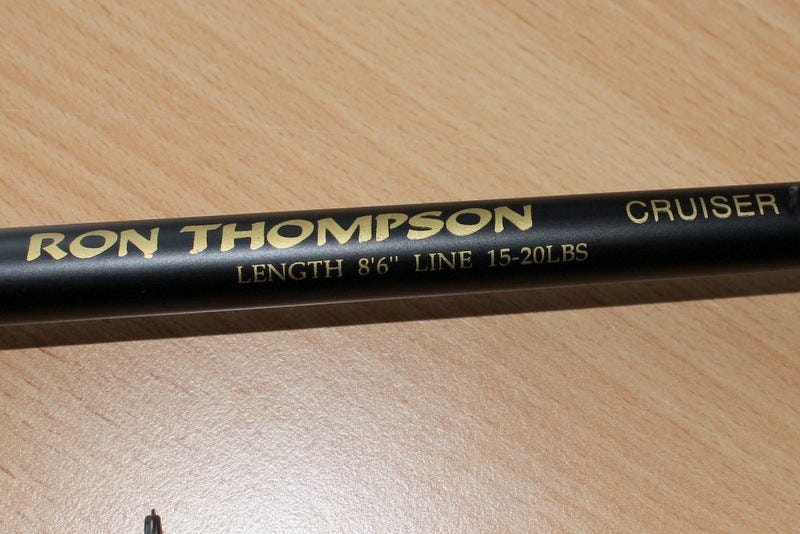 RON THOMPSON CRUISER
LENGTH 8'6" LINE 15-20LBS